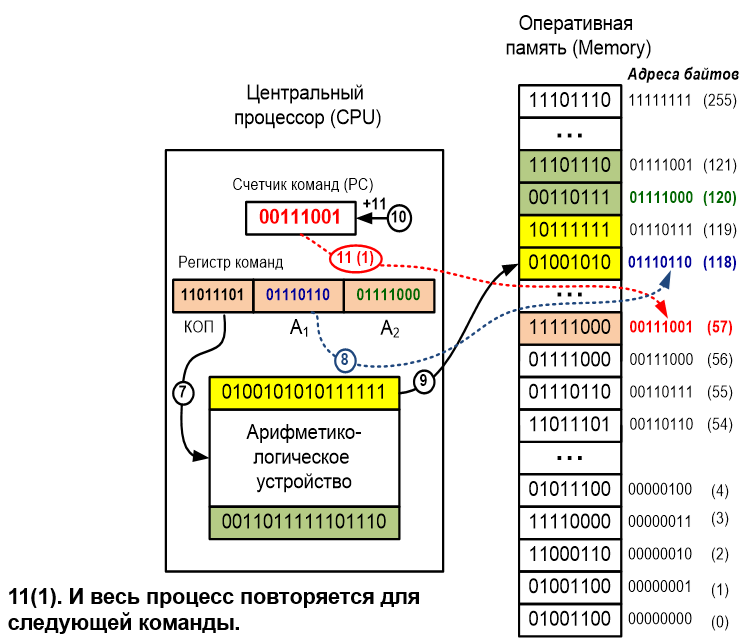 Оперативная
память (Memory)
Адреса байтов
Центральный
процессор (CPU)
Счетчик команд (PC)
00111001
+11
10
11 (1)
Регистр команд
11011101 01110110 01111000
КОП A1 A2
8
7
9
0100101010111111
Арифметико-
логическое
устройство
0011011111101110
11101110 11111111 (255)
...
11101110 01111001 (121)
00110111 01111000 (120)
10111111 01110111 (119)
01001010 01110110 (118)
...
11111000 00111001 (57)
01111000 00111000 (56)
01110110 00110111 (55)
11011101 00110110 (54)
...
01011100 00000100 (4)
11110000 00000011 (3)
11000110 00000010 (2)
01001100 00000001 (1)
01001100 00000000 (0)
11(1). И весь процесс повторяется для
следующей команды.